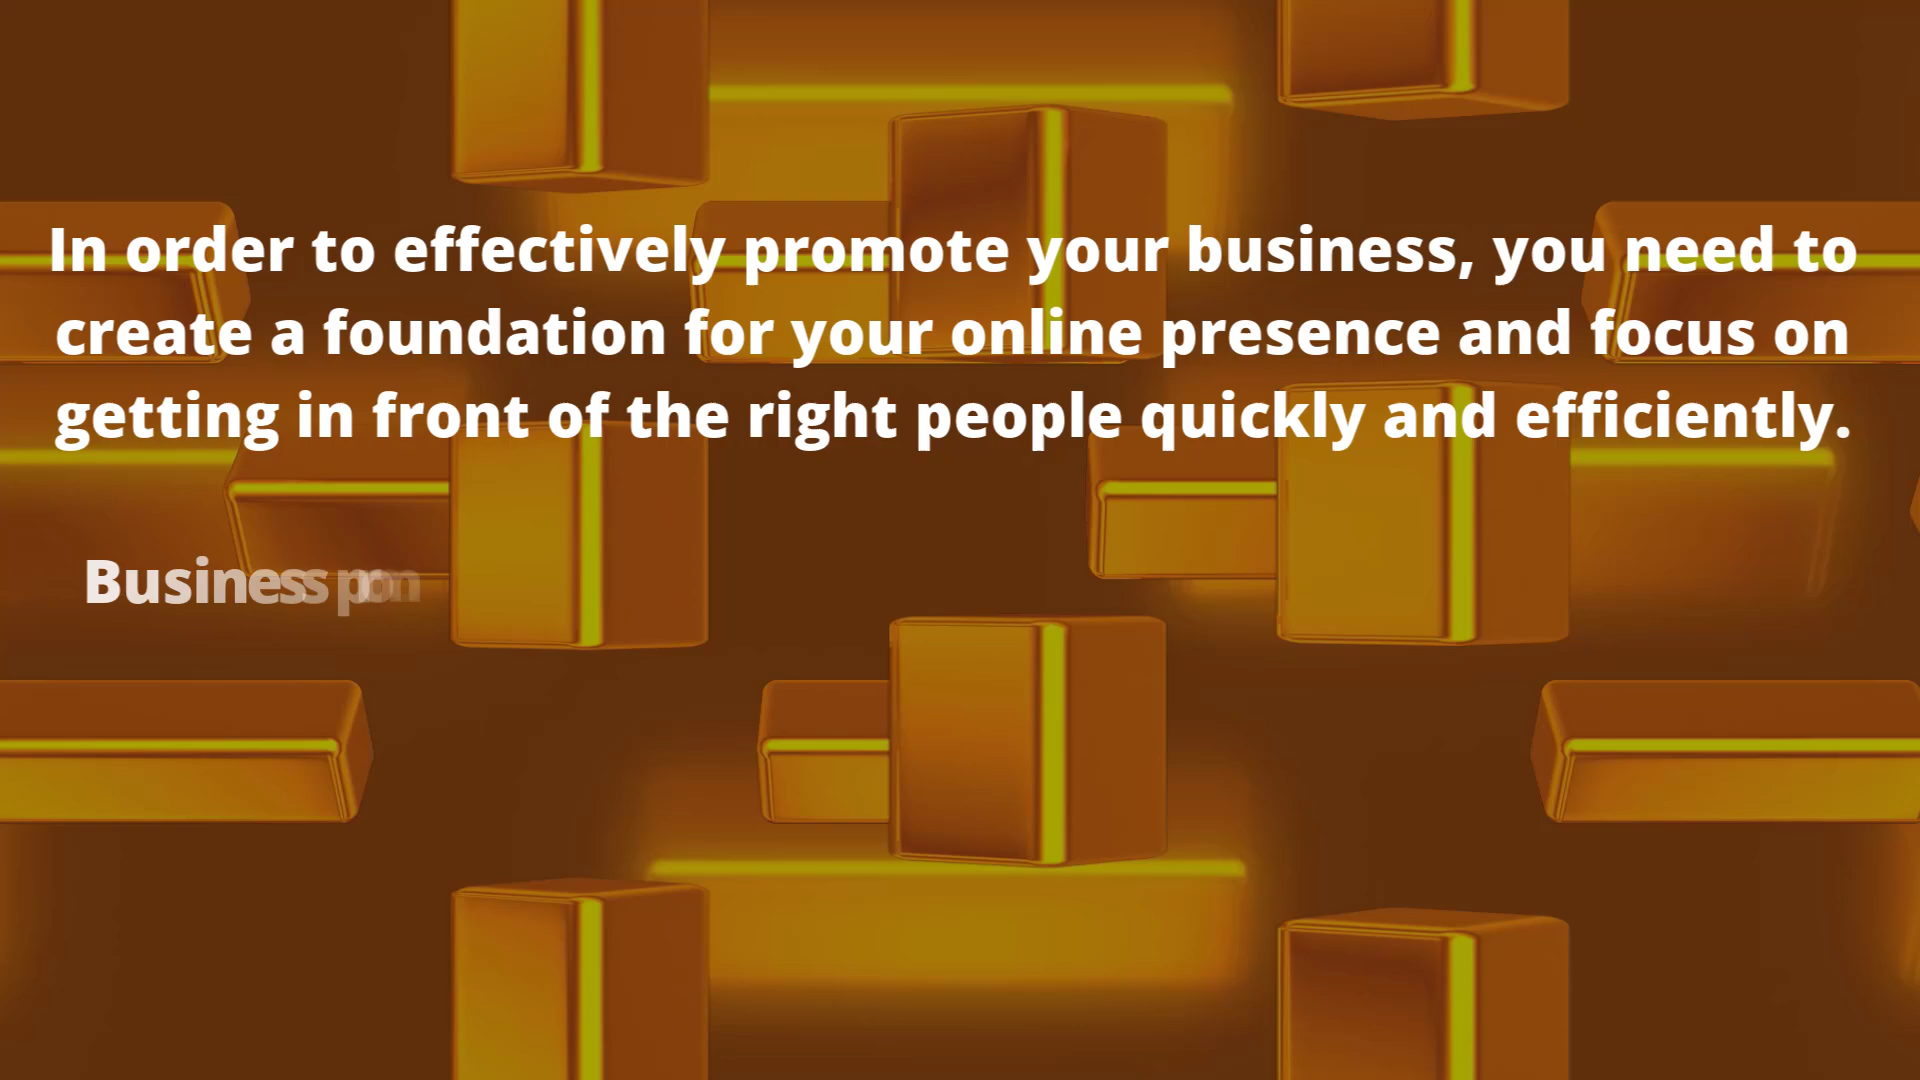 In order to effectively promote your business, you need to
create a foundation for your online presence and focus on
getting in front of the right people quickly and efficiently.
Business